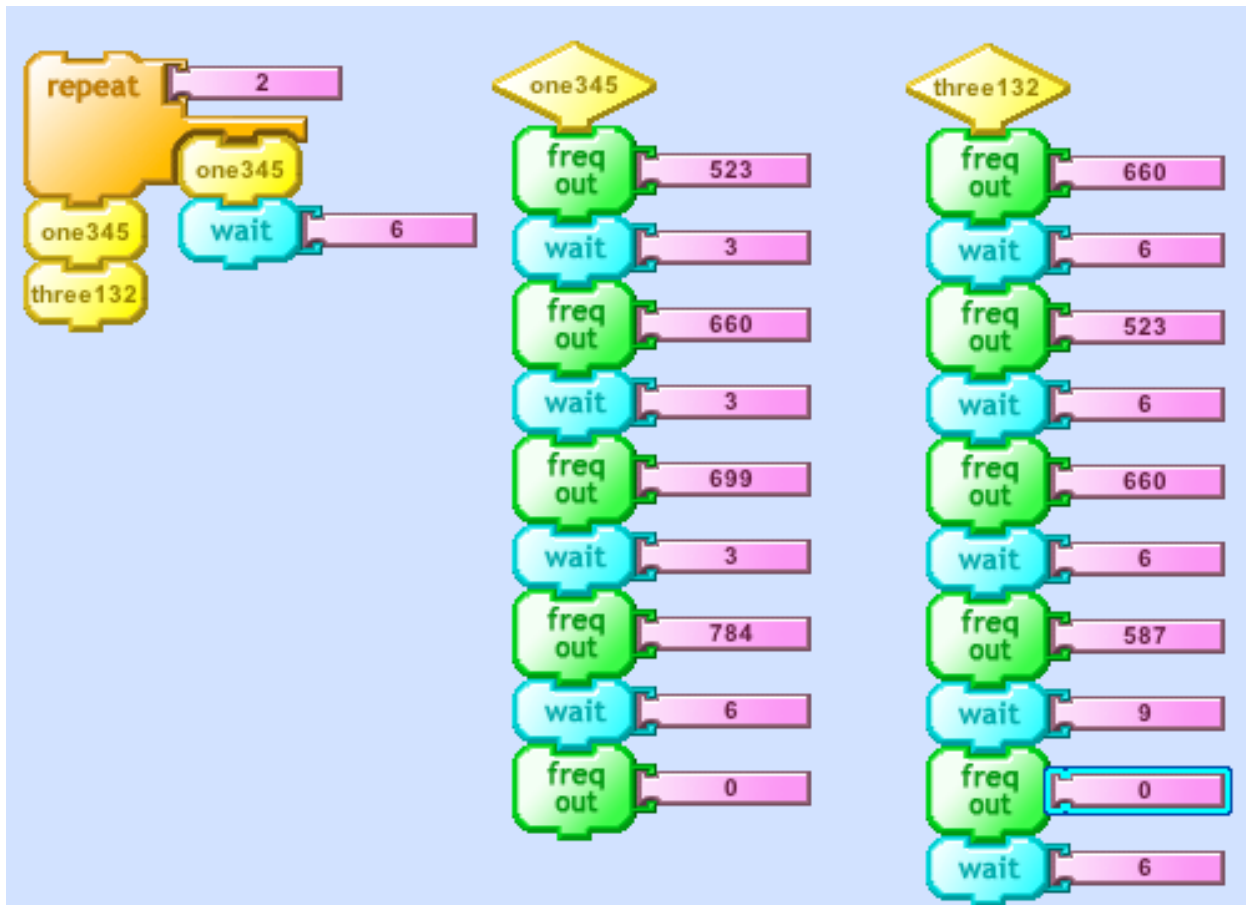 repeat 2
one345
one345
wait 6
three132
one345
freq out 523
wait 3
freq out 660
wait 3
freq out 699
wait 3
freq out 784
wait 6
freq out 0
three132
freq out 660
wait 6
freq out 523
wait 6
freq out 660
wait 6
freq out 587
wait 9
freq out 0
wait 6